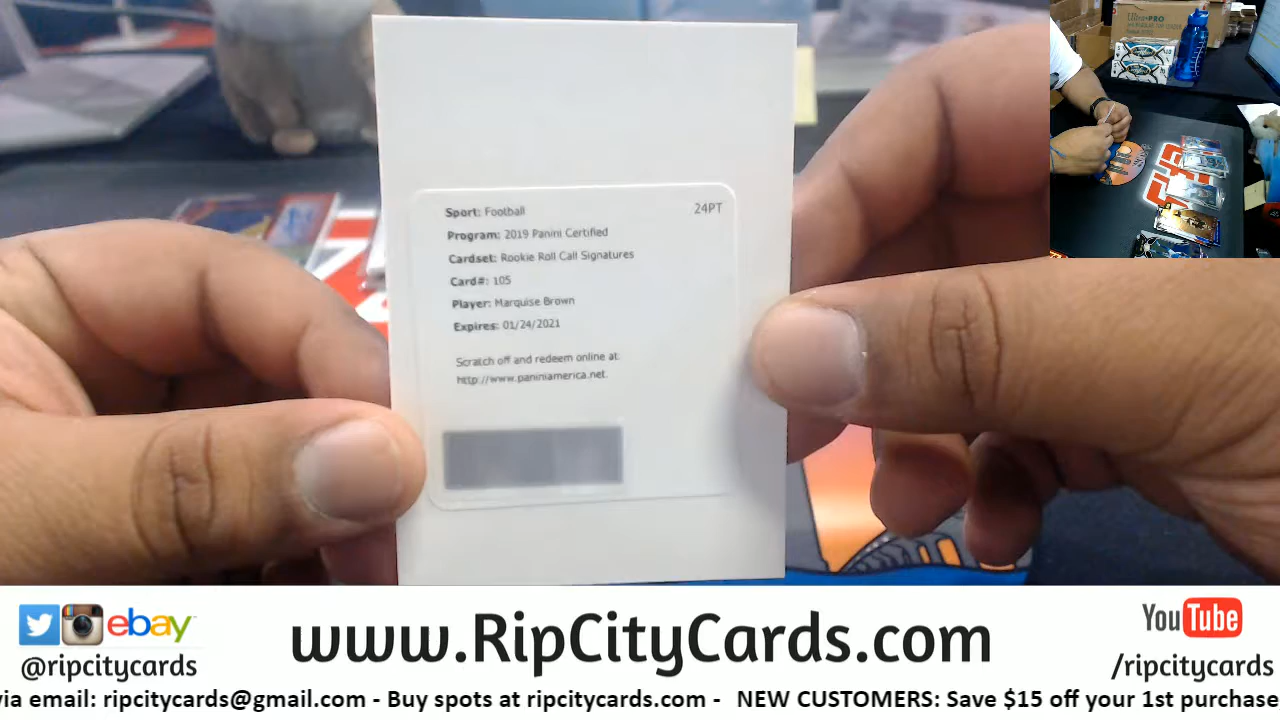 Sport: Football
24PT
Program: 2019 Panini Certified
Cardset: Rookie Roll Call Signatures
Card#: 105
Player: Marquise Brown
Expires: 01/24/2021
Scratch off and redeem online at:
http://www.paniniamerica.net.
Ultra•PRO
ebay
@ripcitycards
www.RipCityCards.com
YouTube
/ripcitycards
via email: ripcitycards@gmail.com - Buy spots at ripcitycards.com - NEW CUSTOMERS: Save $15 off your 1st purchase